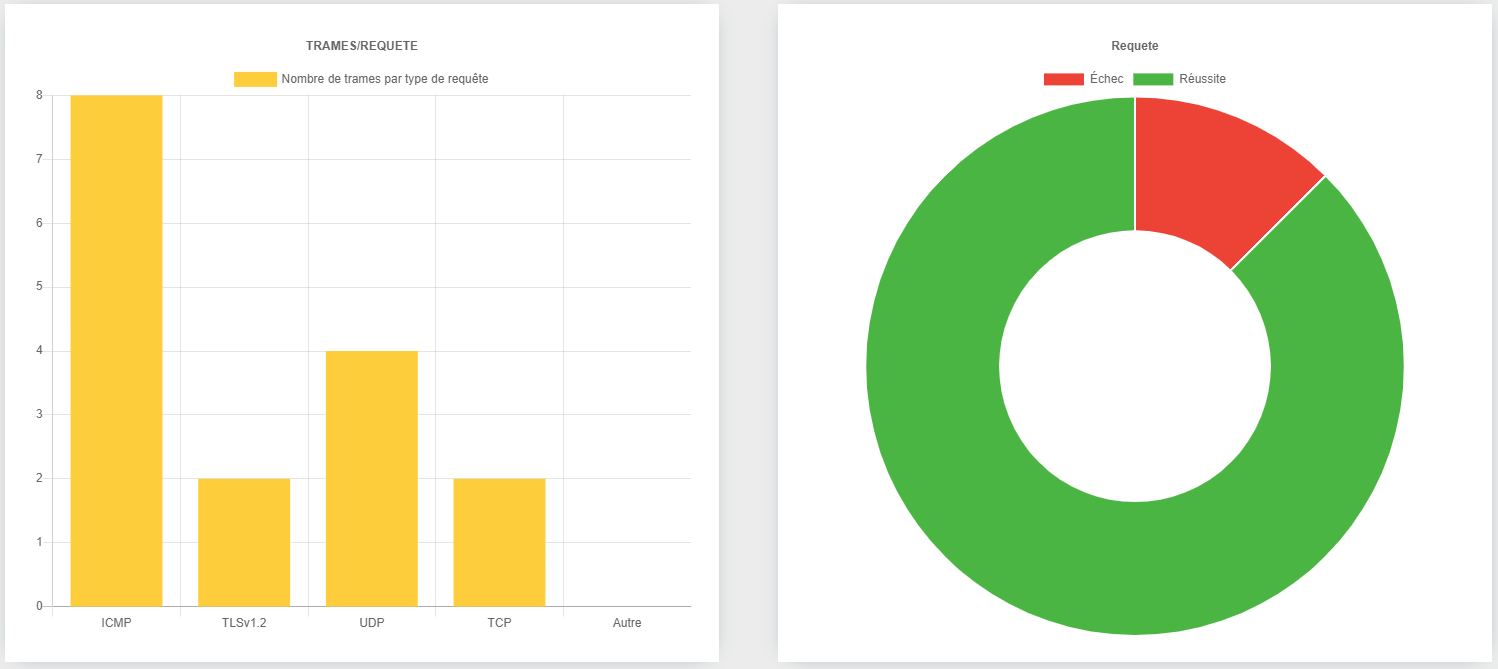 TRAMES/REQUETE
Nombre de trames par type de requête
8
7
6
5
4
3
2
1
0
ICMP TLSv1.2 UDP TCP Autre
Requete
Échec Réussite